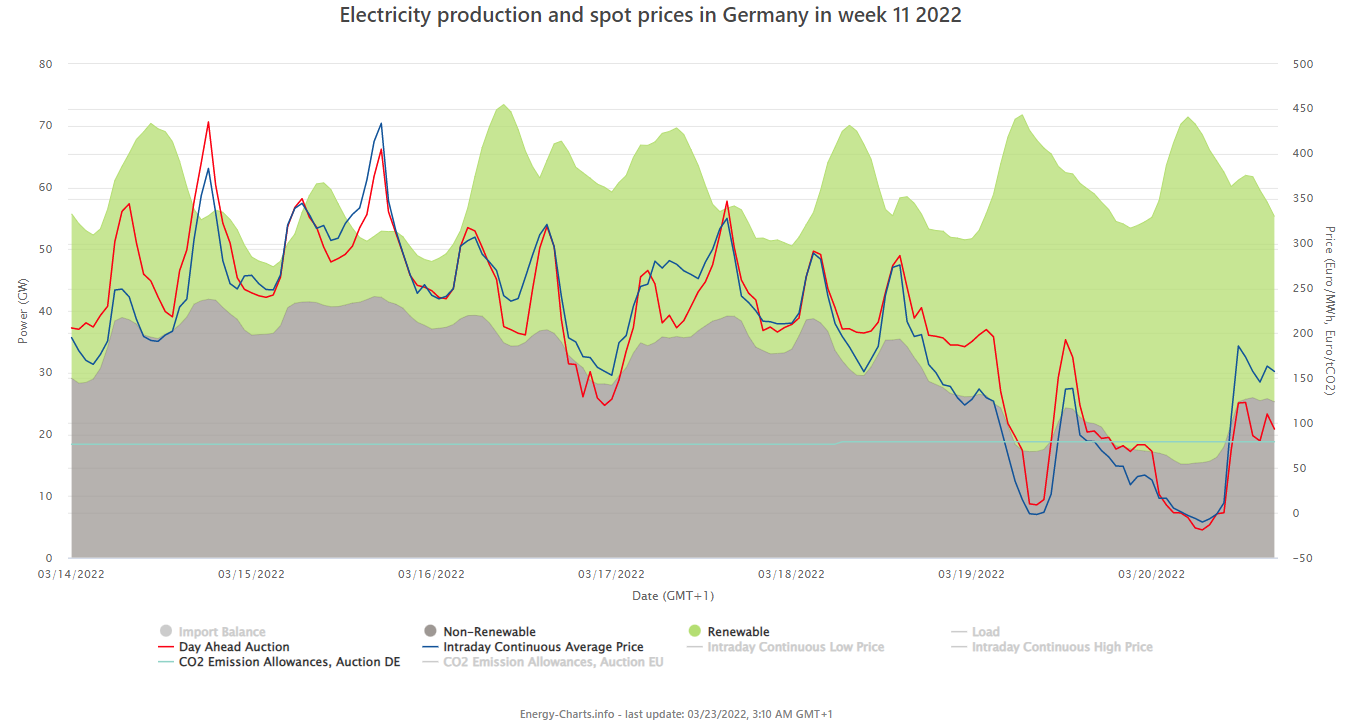 Electricity production and spot prices in Germany in week 11 2022
80
70
60
50
40
30
20
10
0
Power (GW)
500
450
400
350
300
250
200
150
100
50
0
−50
Price (Euro/MWh, Euro/tCO2)
03/14/2022 03/15/2022 03/16/2022 03/17/2022 03/18/2022 03/19/2022 03/20/2022
Date (GMT+1)
Import Balance Non-Renewable Renewable Load
Day Ahead Auction Intraday Continuous Average Price Intraday Continuous Low Price Intraday Continuous High Price
CO2 Emission Allowances, Auction DE CO2 Emission Allowances, Auction EU
Energy-Charts.info - last update: 03/23/2022, 3:10 AM GMT+1